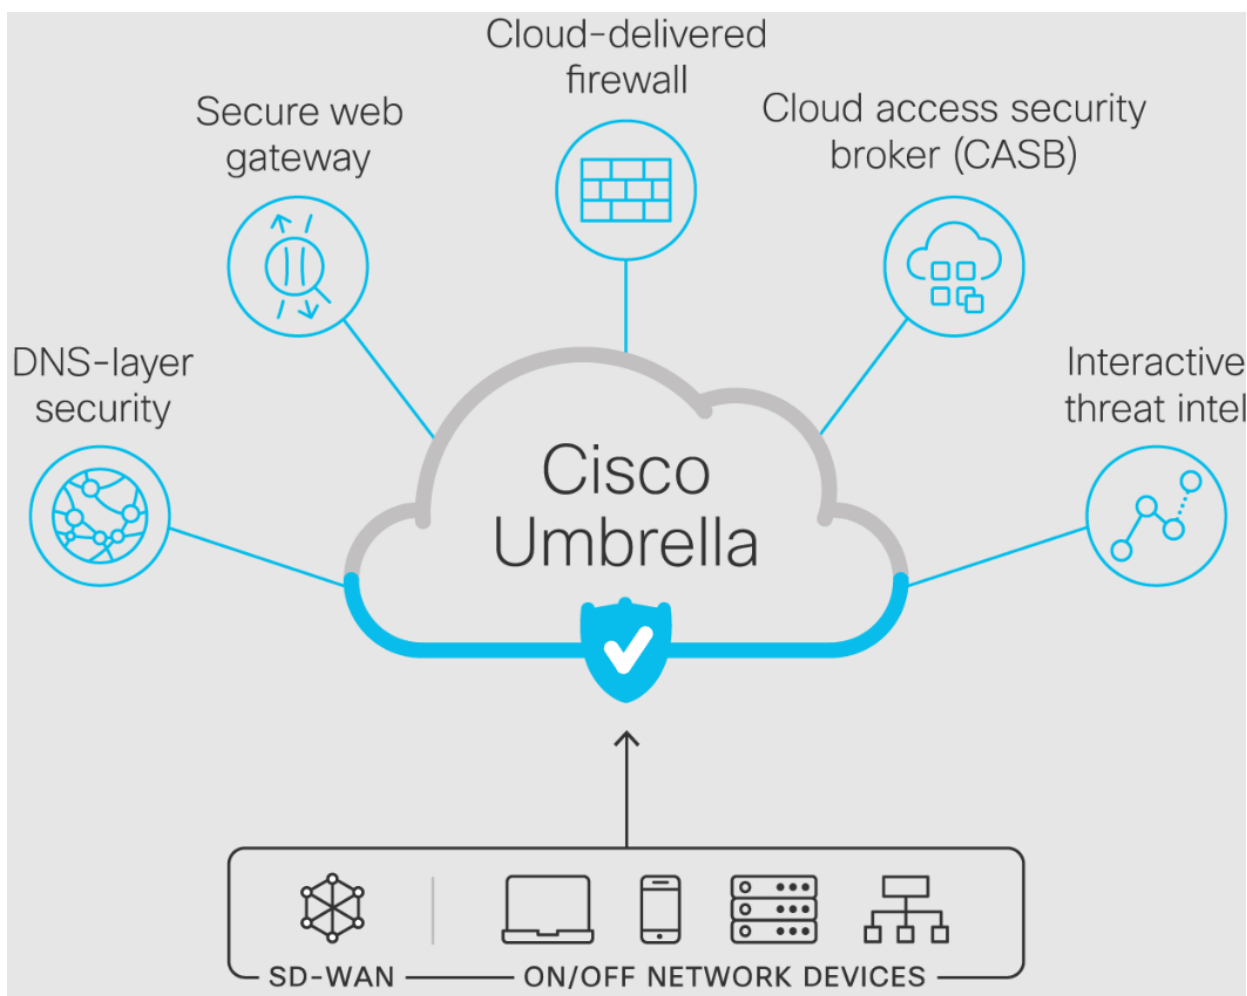 Cloud-delivered
firewall
Secure web
gateway
Cloud access security
broker (CASB)
DNS-layer
security
Interactive
threat intel
Cisco
Umbrella
SD-WAN
ON/OFF NETWORK DEVICES